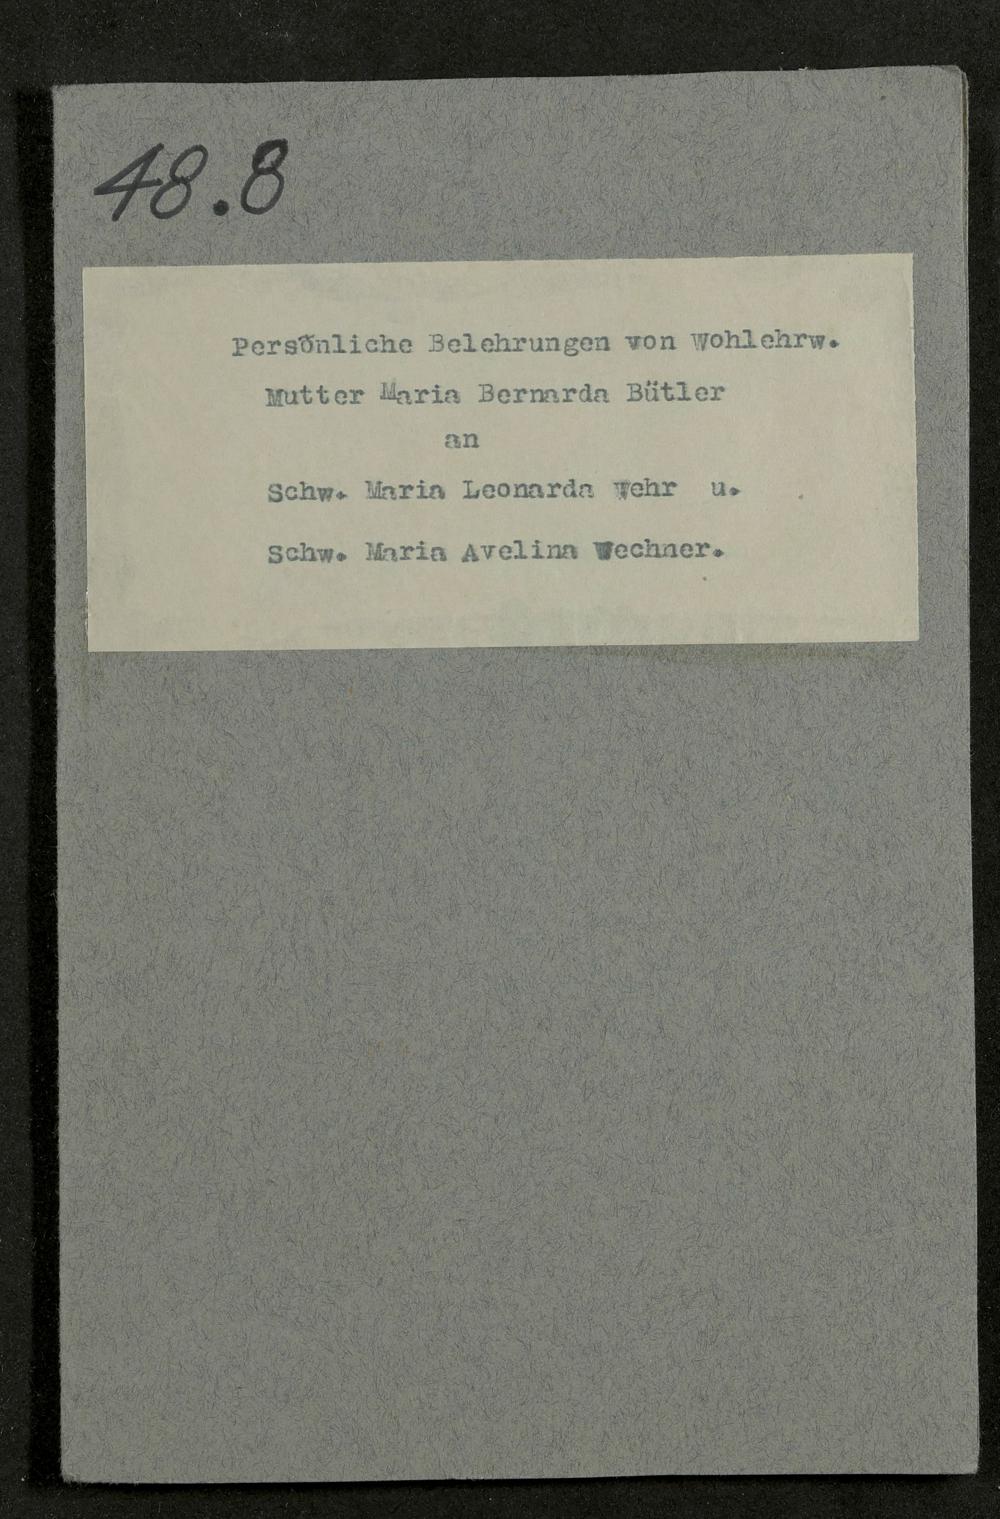 48.8
Persönliche Belehrungen von Wohlehrw.
Mutter Maria Bernarda Bütler
an
Schw. Maria Leonarda Wehr u.
Schw. Maria Avelina Wechner.